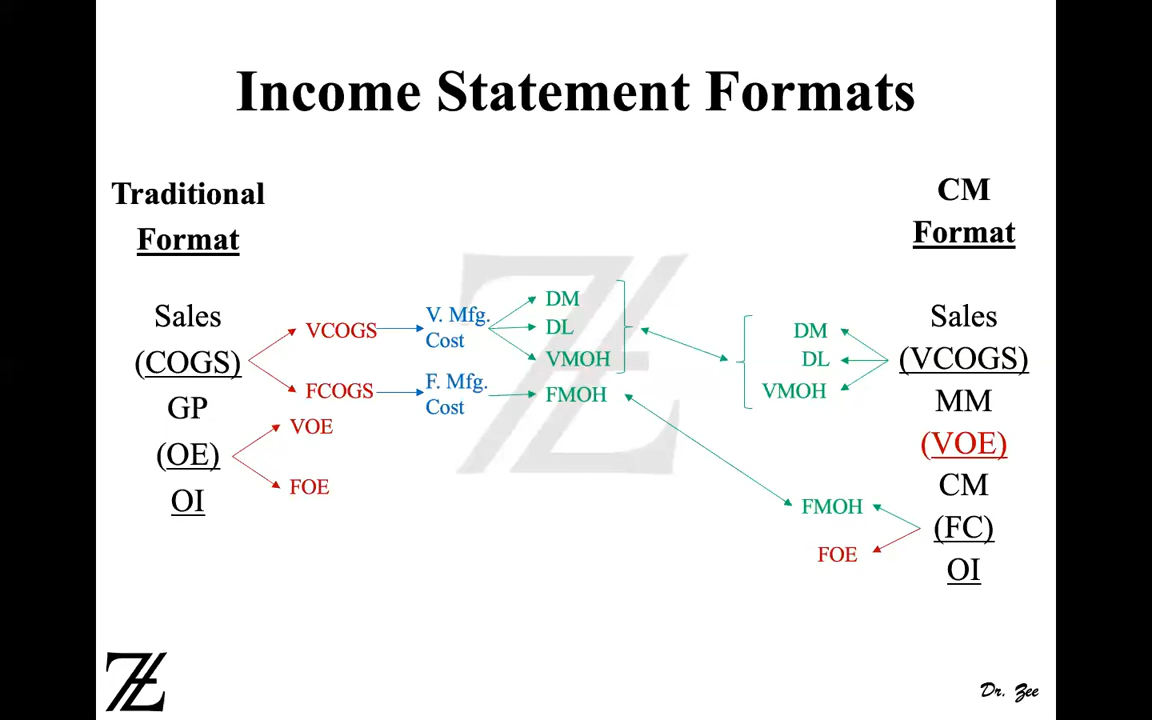 Income Statement Formats
Traditional
Format
Sales
(COGS)
GP
(OE)
OI
VCOGS
FCOGS
VOE
FOE
V. Mfg.
Cost
F. Mfg.
Cost
DM
DL
VMOH
FMOH
DM
DL
VMOH
FMOH
FOE
CM
Format
Sales
(VCOGS)
MM
(VOE)
CM
(FC)
OI
Dr. Zee